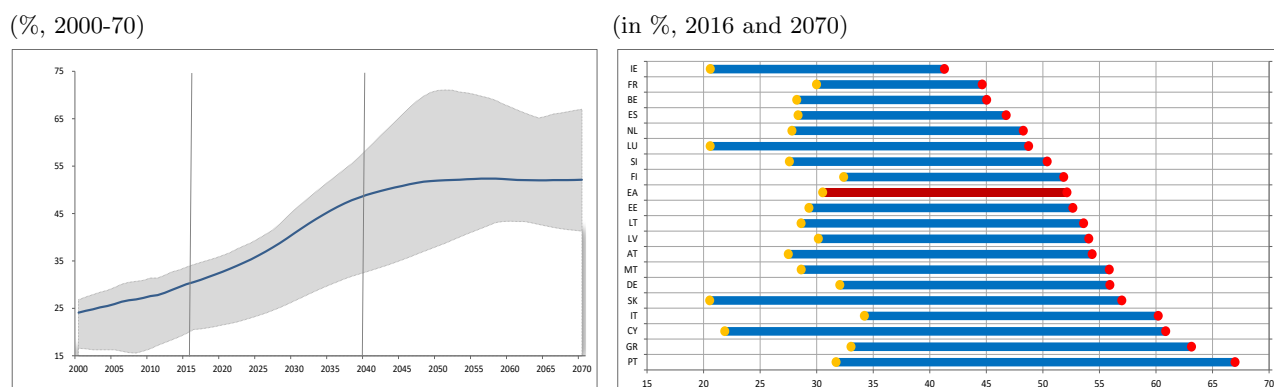 (%, 2000-70)
75
65
55
45
35
25
15
2000 2005 2010 2015 2020 2025 2030 2035 2040 2045 2050 2055 2060 2065 2070
(in %, 2016 and 2070)
IE
FR
BE
ES
NL
LU
SI
FI
EA
EE
LT
LV
AT
MT
DE
SK
IT
CY
GR
PT
15 20 25 30 35 40 45 50 55 60 65 70